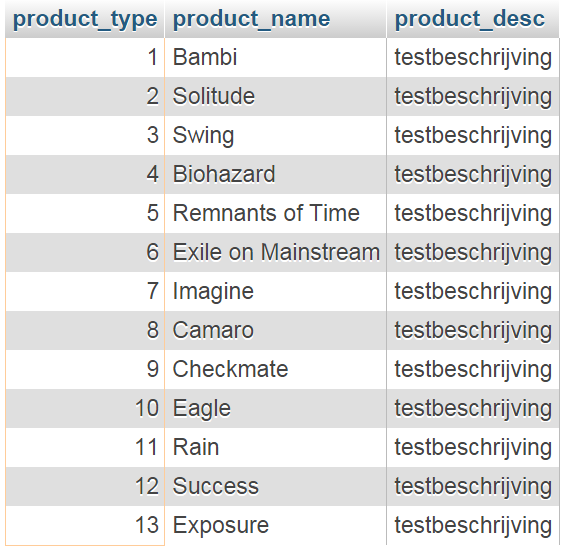 product_type product_name product_desc
1 Bambi testbeschrijving
2 Solitude testbeschrijving
3 Swing testbeschrijving
4 Biohazard testbeschrijving
5 Remnants of Time testbeschrijving
6 Exile on Mainstream testbeschrijving
7 Imagine testbeschrijving
8 Camaro testbeschrijving
9 Checkmate testbeschrijving
10 Eagle testbeschrijving
11 Rain testbeschrijving
12 Success testbeschrijving
13 Exposure testbeschrijving